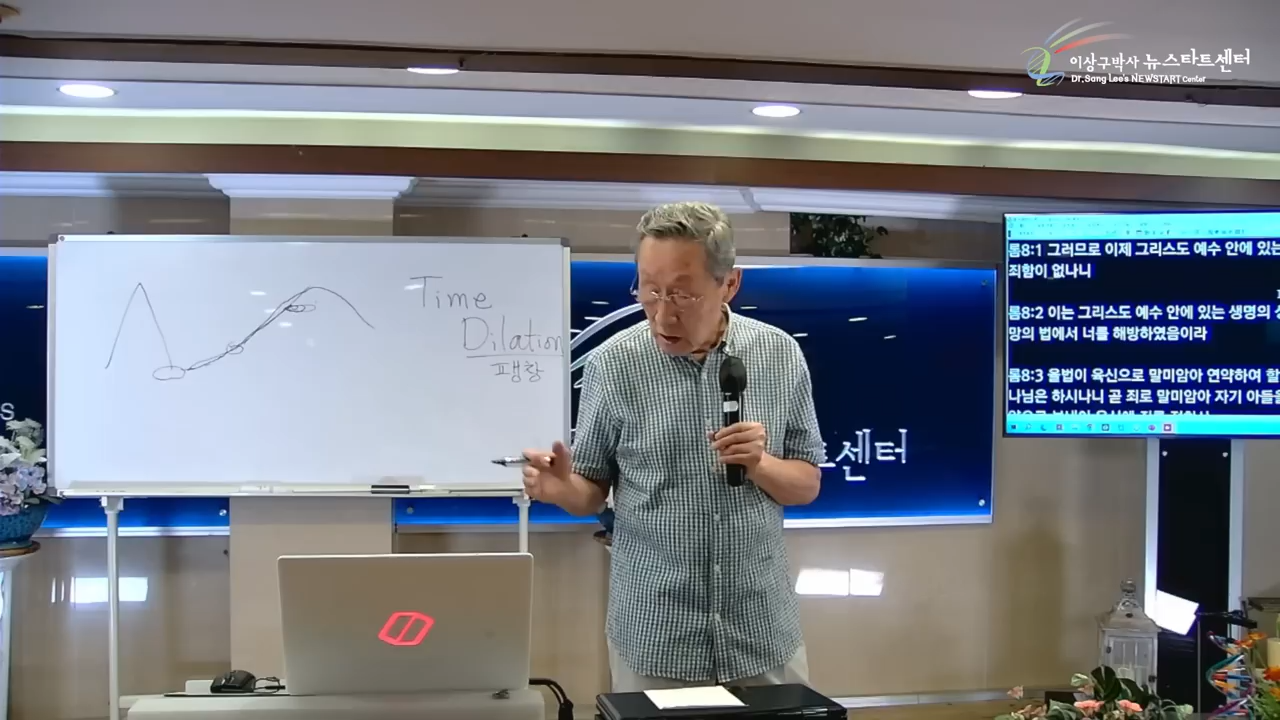 이상구박사 뉴스타트센터
Dr.Sang Lee's NEWSTART Center
Time
Dilation
팽창
S
트센터
롬8:1 그러므로 이제 그리스도 예수 안에 있는
죄함이 없나니
롬8:2 이는 그리스도 예수 안에 있는 생명의 성
망의 법에서 너를 해방하였음이라
롬8:3 율법이 육신으로 말미암아 연약하여 할
나님은 하시나니 곧 죄로 말미암아 자기 아들을